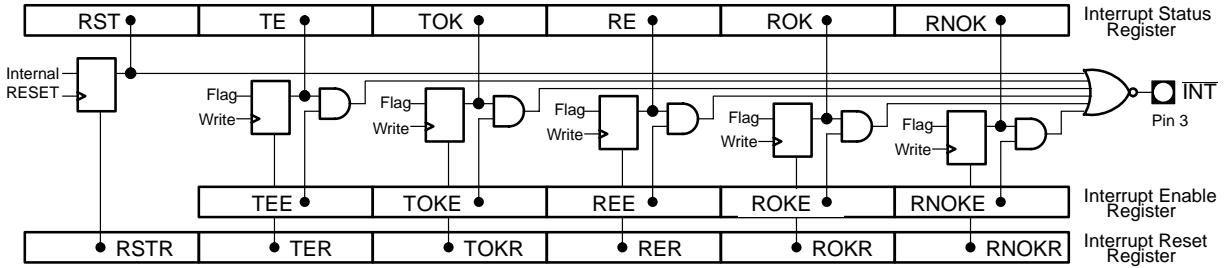 RST TE TOK RE ROK RNOK Interrupt Status
Register
Internal
RESET
Flag
Write
Flag
Write
Flag
Write
Flag
Write
Flag
Write
INT
Pin 3
TEE TOKE REE ROKE RNOKE Interrupt Enable
Register
RSTR TER TOKR RER ROKR RNOKR Interrupt Reset
Register